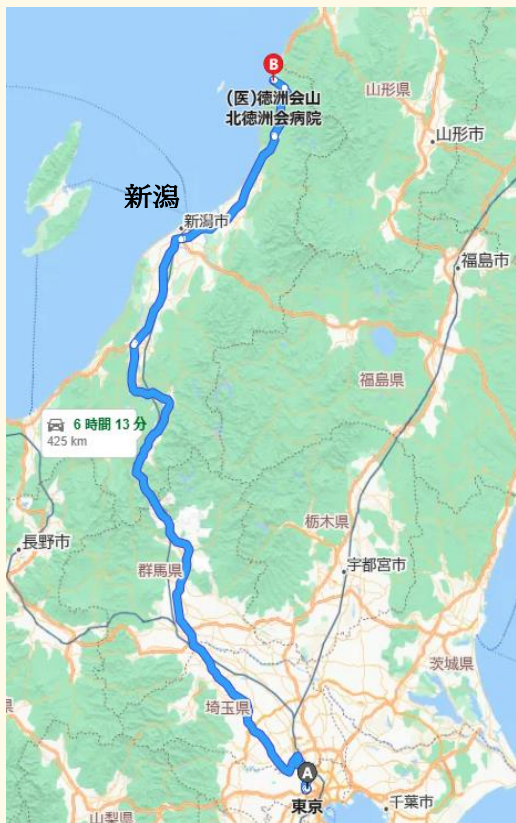 B
(医)徳洲会山
北徳洲会病院
山形県
山形市
新潟
新潟市
福島市
福島県
6 時間 13 分
425 km
栃木県
長野市
群馬県
宇都宮市
茨城県
埼玉県
A
東京
千葉市
山梨県
県